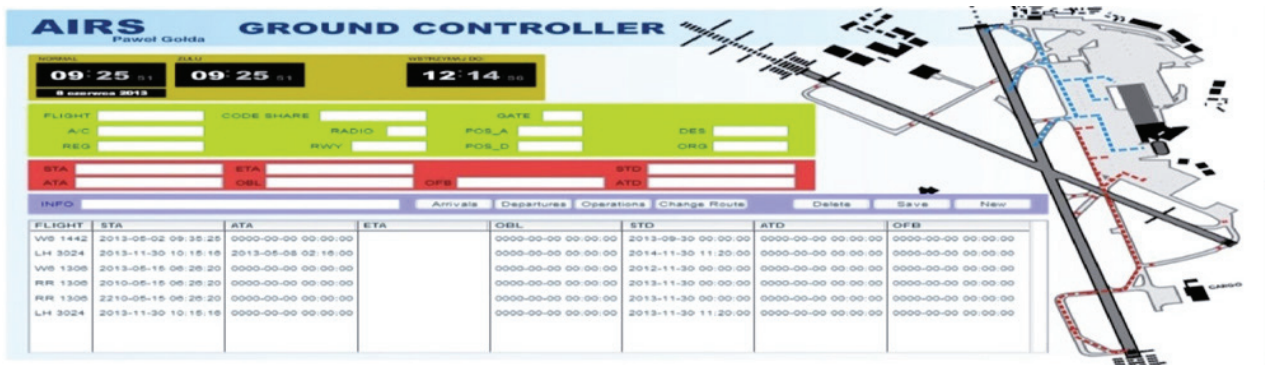 AIRS GROUND CONTROLLER
Pawel Golda
NORMAL ZULU WSTRZYMAJ DO:
09:25 51 09:25 51 12:14 56
8 czerwca 2013
FLIGHT CODE SHARE GATE
A/C RADIO POS_A DES
REG RWY POS_D ORG
STA ETA STD
ATA OBL OFB ATD
INFO Arrivals Departures Operations Change Route Delete Save New
FLIGHT STA ATA ETA OBL STD ATD OFB
W6 1442 2013-05-02 09:35:25 0000-00-00 00:00:00 0000-00-00 00:00:00 2013-09-30 00:00:00 0000-00-00 00:00:00 0000-00-00 00:00:00
LH 3024 2013-11-30 10:15:16 2013-05-08 02:16:00 0000-00-00 00:00:00 2014-11-30 11:20:00 0000-00-00 00:00:00 0000-00-00 00:00:00
W6 1306 2013-05-15 06:26:20 0000-00-00 00:00:00 0000-00-00 00:00:00 2012-11-30 00:00:00 0000-00-00 00:00:00 0000-00-00 00:00:00
RR 1306 2010-05-15 06:26:20 0000-00-00 00:00:00 0000-00-00 00:00:00 2013-11-30 00:00:00 0000-00-00 00:00:00 0000-00-00 00:00:00
RR 1306 2210-05-15 06:26:20 0000-00-00 00:00:00 0000-00-00 00:00:00 2013-11-30 00:00:00 0000-00-00 00:00:00 0000-00-00 00:00:00
LH 3024 2013-11-30 10:15:16 0000-00-00 00:00:00 0000-00-00 00:00:00 2013-11-30 11:20:00 0000-00-00 00:00:00 0000-00-00 00:00:00
CARGO